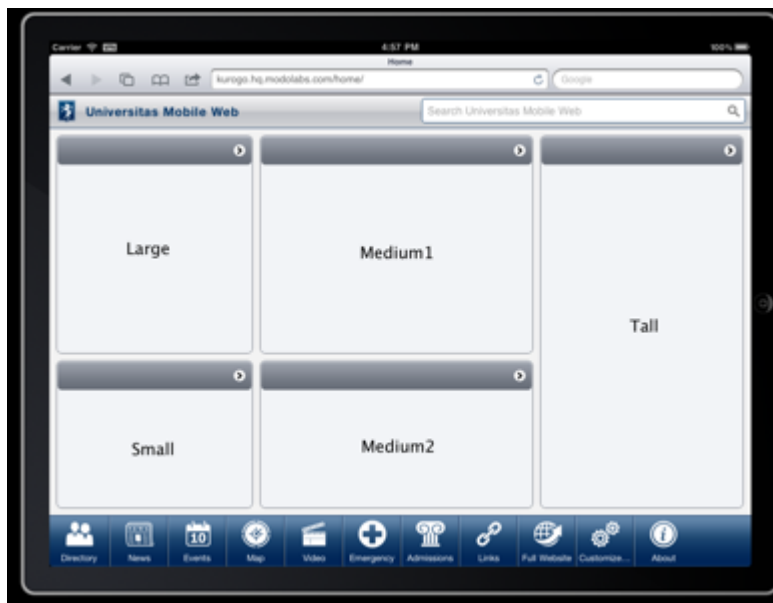 Carrier
4:57 PM
100%
Home
kurogo.hq.modolabs.com/home/
Google
Universitas Mobile Web
Search Universitas Mobile Web
Large
Medium1
Tall
Small
Medium2
10
Directory
News
Events
Map
Video
Emergency
Admissions
Links
Full Website
Customize...
About